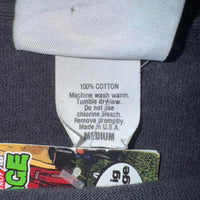 100% COTTON
Machine wash warm.
Tumble dry low.
Do not use
chlorine bleach.
Remove promptly.
Made in U.S.A.
MEDIUM